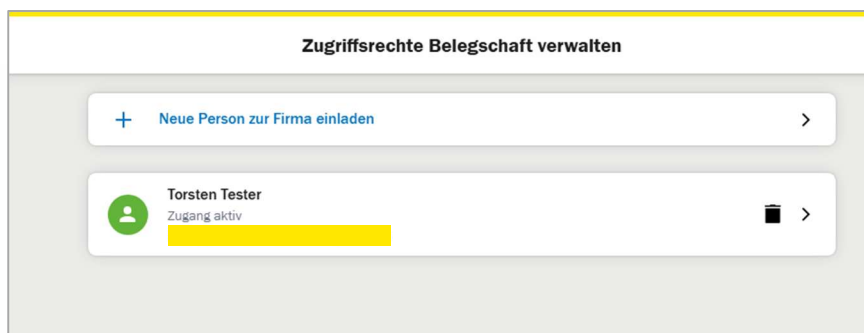 Zugriffsrechte Belegschaft verwalten
Neue Person zur Firma einladen
Torsten Tester
Zugang aktiv